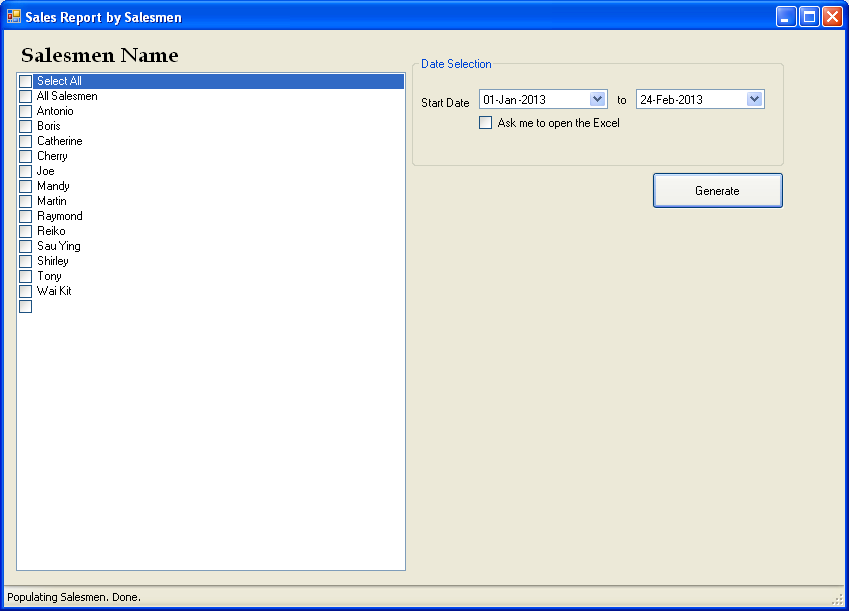 Sales Report by Salesmen
Salesmen Name
Select All
All Salesmen
Antonio
Boris
Catherine
Cherry
Joe
Mandy
Martin
Raymond
Reiko
Sau Ying
Shirley
Tony
Wai Kit
Date Selection
Start Date 01-Jan-2013 to 24-Feb-2013
Ask me to open the Excel
Generate
Populating Salesmen. Done.